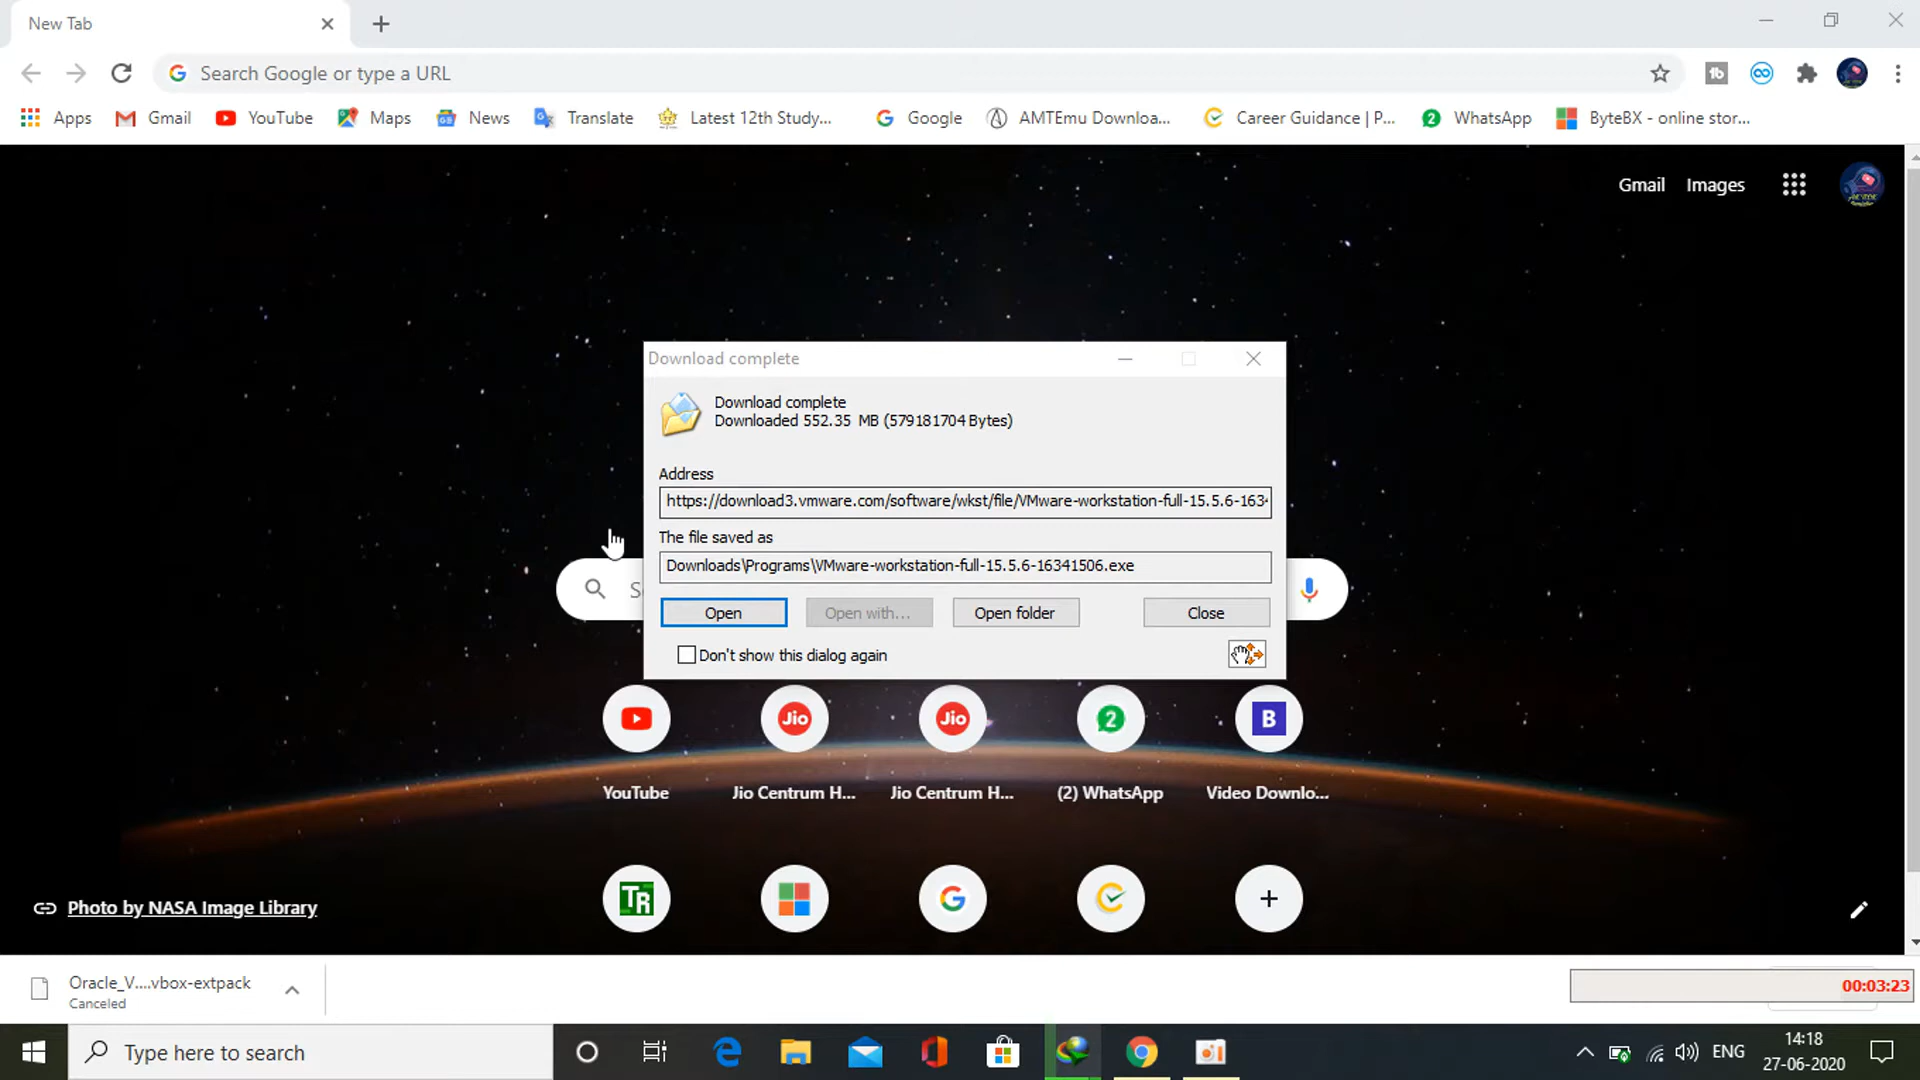 New Tab
Search Google or type a URL
Apps
Gmail
YouTube
Maps
News
Translate
Latest 12th Study...
Google
AMTEmu Downloa...
Career Guidance | P...
WhatsApp
ByteBX - online stor...
Gmail
Images
Download complete
Download complete
Downloaded 552.35 MB (579181704 Bytes)
Address
https://download3.vmware.com/software/wkst/file/VMware-workstation-full-15.5.6-1634
The file saved as
Downloads\Programs\VMware-workstation-full-15.5.6-16341506.exe
S
Open
Open with...
Open folder
Close
Don't show this dialog again
Jio
Jio
2
B
YouTube
Jio Centrum H...
Jio Centrum H...
(2) WhatsApp
Video Downlo...
TR
Photo by NASA Image Library
Oracle_V....vbox-extpack
Canceled
00:03:23
Type here to search
ENG
14:18
27-06-2020